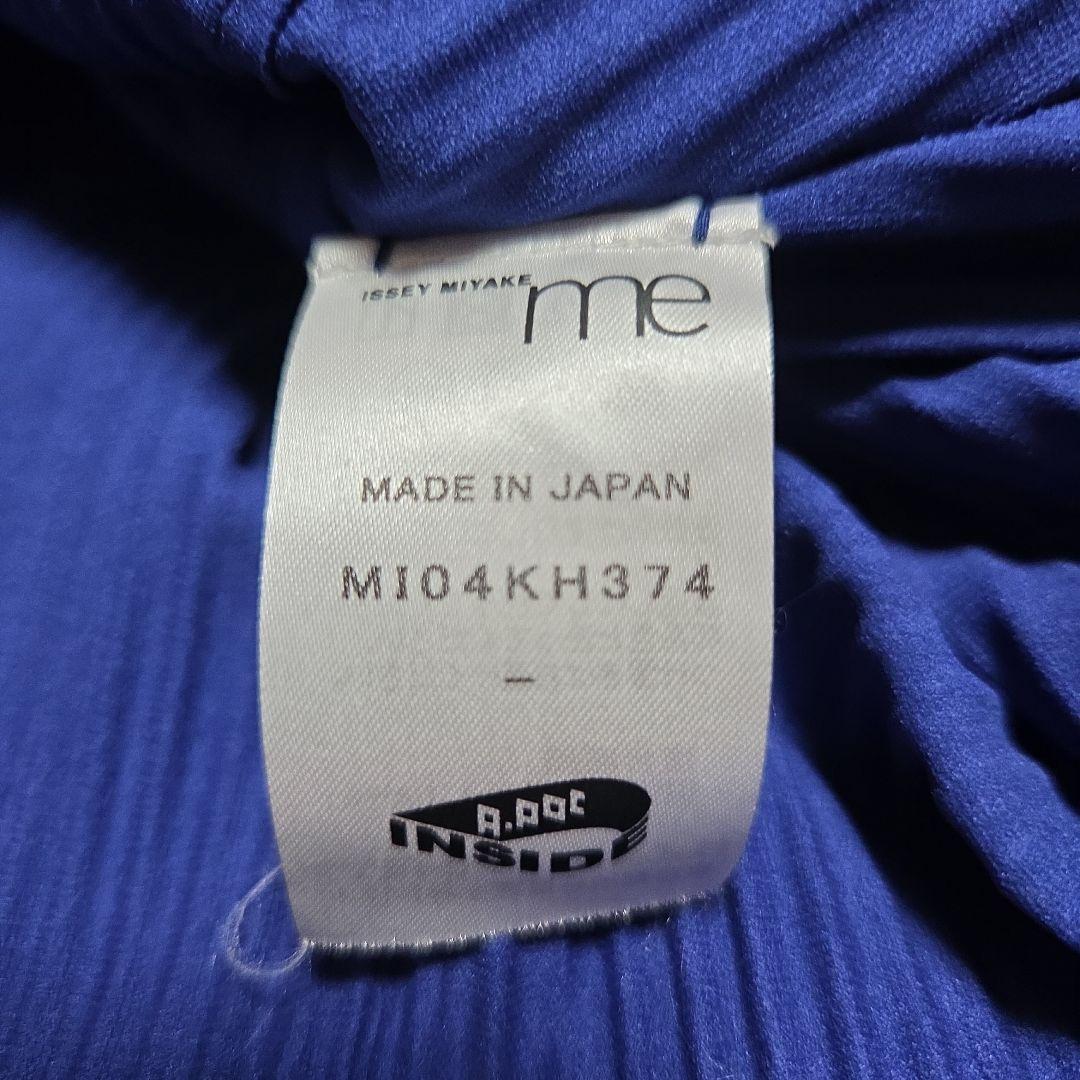 ISSEY MIYAKE me
MADE IN JAPAN
MI04KH374
-
A.POC
INSIDE